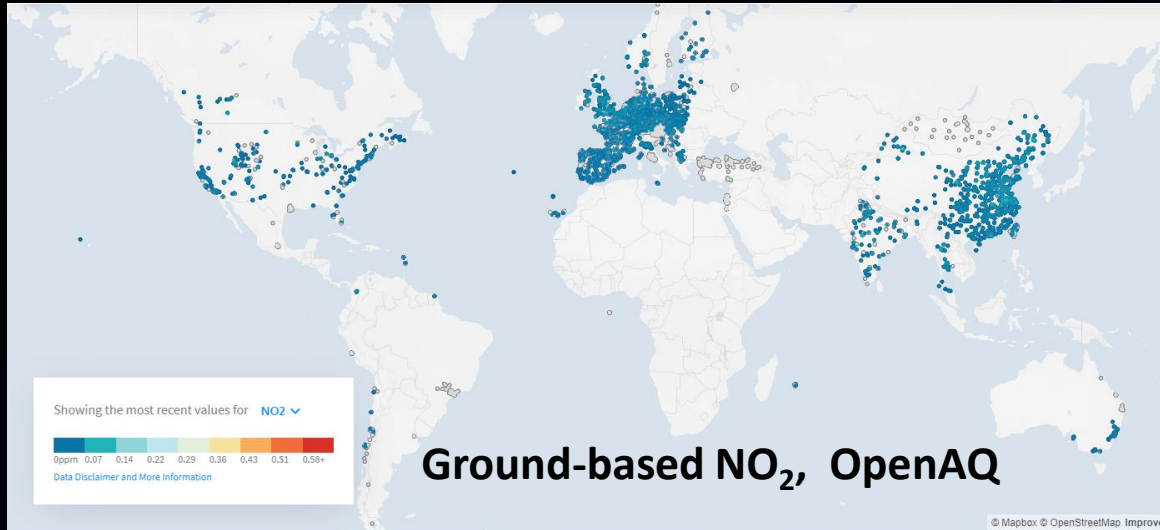 Showing the most recent values for NO2
0ppm 0.07 0.14 0.22 0.29 0.36 0.43 0.51 0.58+
Data Disclaimer and More Information
Ground-based NO₂, OpenAQ
© Mapbox © OpenStreetMap Improve